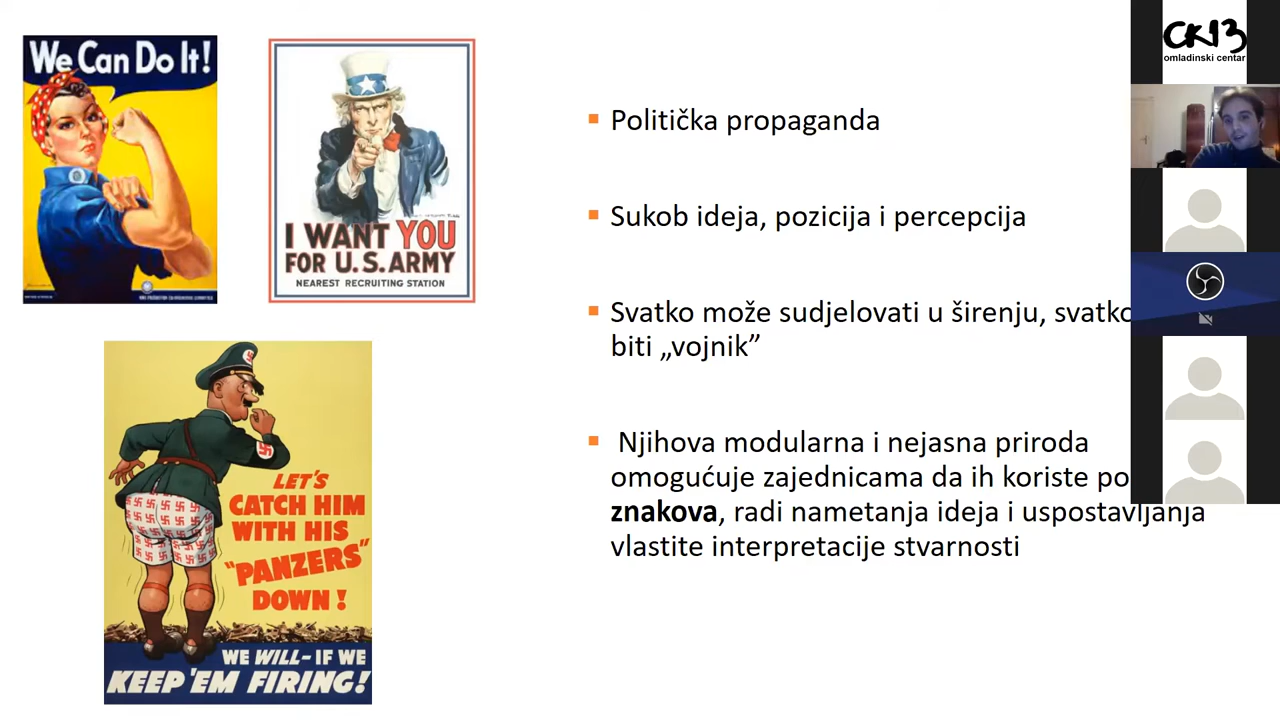 We Can Do It!
I WANT YOU
FOR U.S. ARMY
NEAREST RECRUITING STATION
LET'S
CATCH HIM
WITH HIS
"PANZERS"
DOWN!
WE WILL - IF WE
KEEP 'EM FIRING!
Politička propaganda
Sukob ideja, pozicija i percepcija
Svatko može sudjelovati u širenju, svatko
biti „vojnik”
Njihova modularna i nejasna priroda
omogućuje zajednicama da ih koriste
znakova, radi nametanja ideja i uspostavljanja
vlastite interpretacije stvarnosti
CK13
omladinski centar